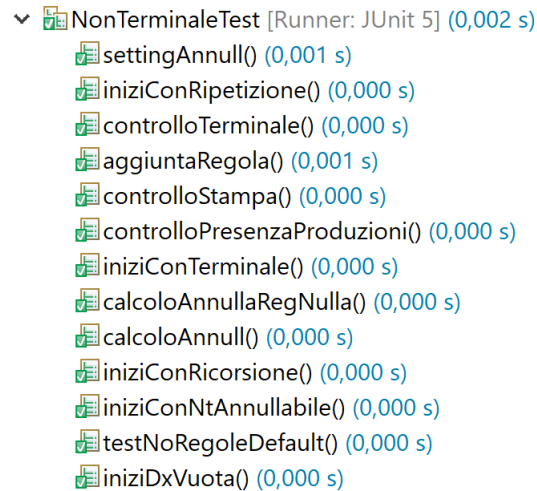 NonTerminaleTest [Runner: JUnit 5] (0,002 s)
settingAnnull() (0,001 s)
iniziConRipetizione() (0,000 s)
controlloTerminale() (0,000 s)
aggiuntaRegola() (0,001 s)
controlloStampa() (0,000 s)
controlloPresenzaProduzioni() (0,000 s)
iniziConTerminale() (0,000 s)
calcoloAnnullaRegNulla() (0,000 s)
calcoloAnnull() (0,000 s)
iniziConRicorsione() (0,000 s)
iniziConNtAnnullabile() (0,000 s)
testNoRegoleDefault() (0,000 s)
iniziDxVuota() (0,000 s)